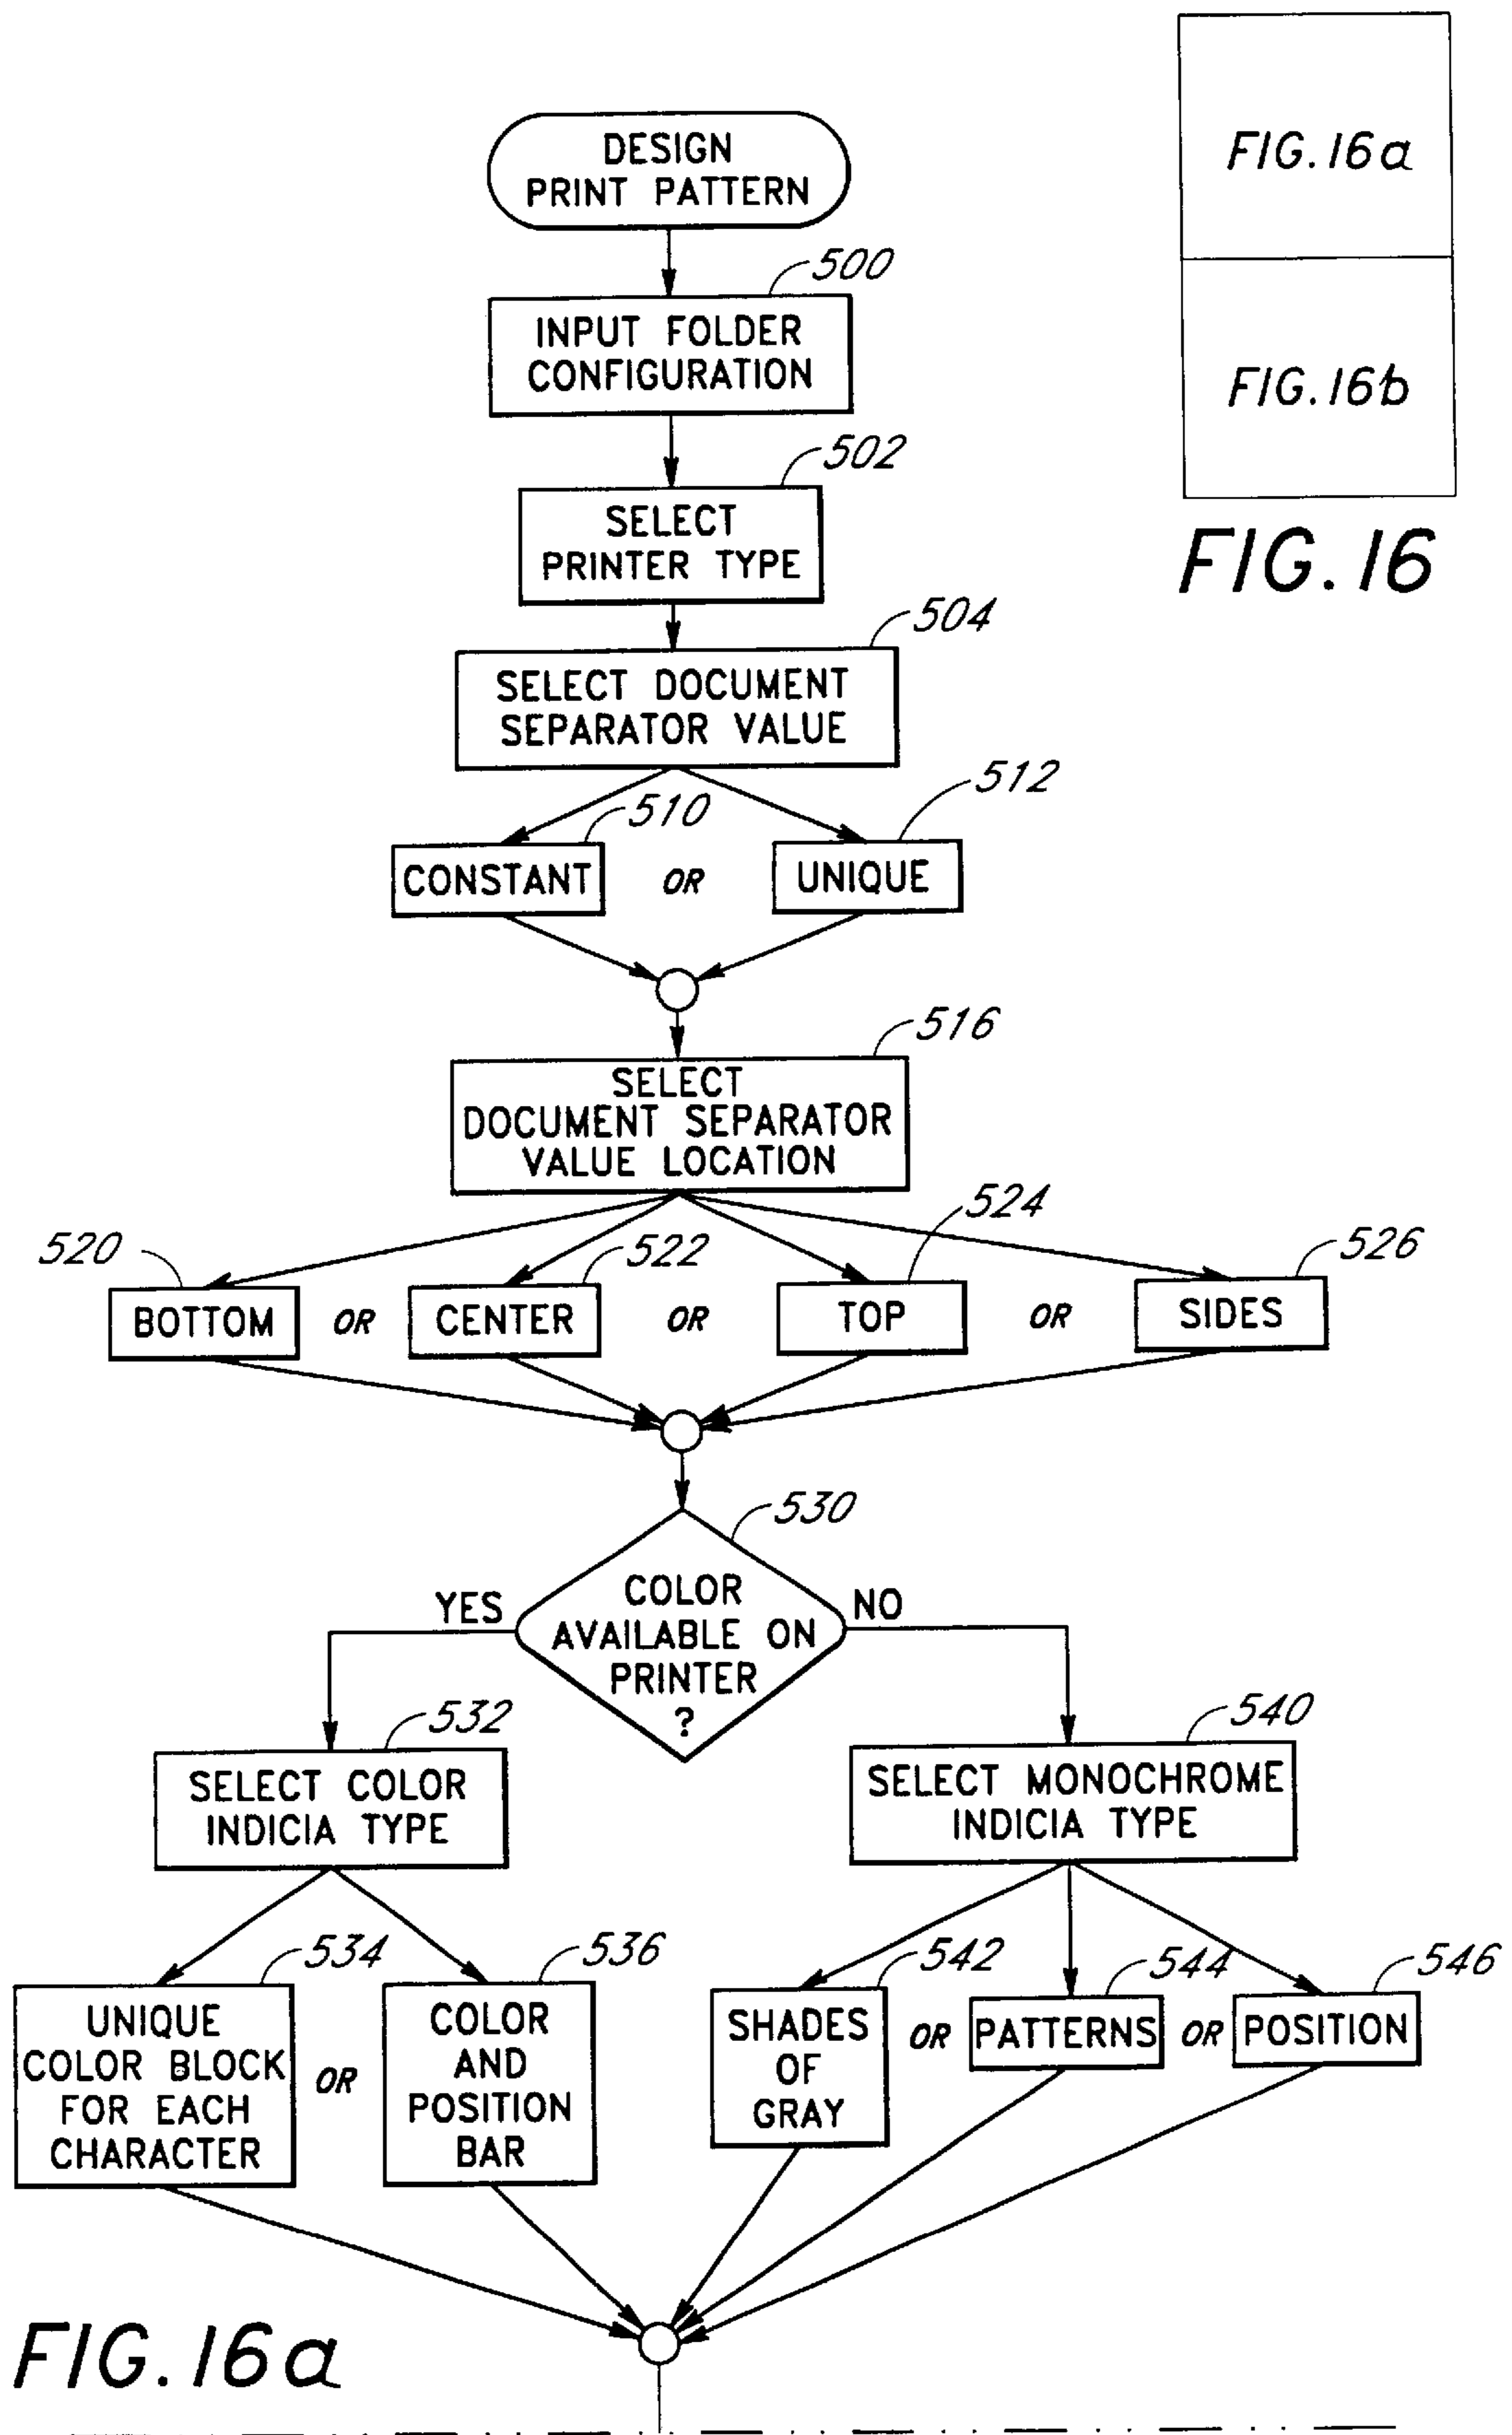 DESIGN
PRINT PATTERN
FIG. 16a
FIG. 16b
FIG. 16
500
INPUT FOLDER
CONFIGURATION
502
SELECT
PRINTER TYPE
504
SELECT DOCUMENT
SEPARATOR VALUE
510
512
CONSTANT OR UNIQUE
516
SELECT
DOCUMENT SEPARATOR
VALUE LOCATION
520
522
524
526
BOTTOM OR CENTER OR TOP OR SIDES
530
COLOR
AVAILABLE ON
PRINTER
?
YES
NO
532
SELECT COLOR
INDICIA TYPE
540
SELECT MONOCHROME
INDICIA TYPE
534
UNIQUE
COLOR BLOCK
FOR EACH
CHARACTER
OR
536
COLOR
AND
POSITION
BAR
542
SHADES
OF
GRAY
OR
544
PATTERNS
OR
546
POSITION
FIG. 16a